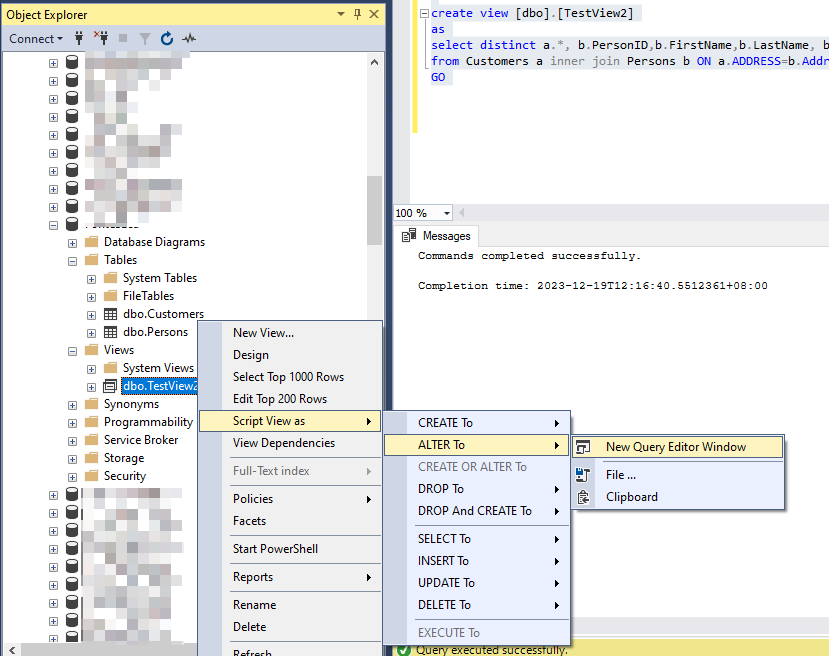 Object Explorer
Connect
Database Diagrams
Tables
System Tables
FileTables
dbo.Customers
dbo.Persons
Views
System Views
dbo.TestView2
Synonyms
Programmability
Service Broker
Storage
Security
New View...
Design
Select Top 1000 Rows
Edit Top 200 Rows
Script View as
View Dependencies
Full-Text index
Policies
Facets
Start PowerShell
Reports
Rename
Delete
Refresh
CREATE To
ALTER To
CREATE OR ALTER To
DROP To
DROP And CREATE To
SELECT To
INSERT To
UPDATE To
DELETE To
EXECUTE To
New Query Editor Window
File ...
Clipboard
create view [dbo].[TestView2]
as
select distinct a.*, b.PersonID,b.FirstName,b.LastName, b
from Customers a inner join Persons b ON a.ADDRESS=b.Addr
GO
100 %
Messages
Commands completed successfully.
Completion time: 2023-12-19T12:16:40.5512361+08:00
Query executed successfully.